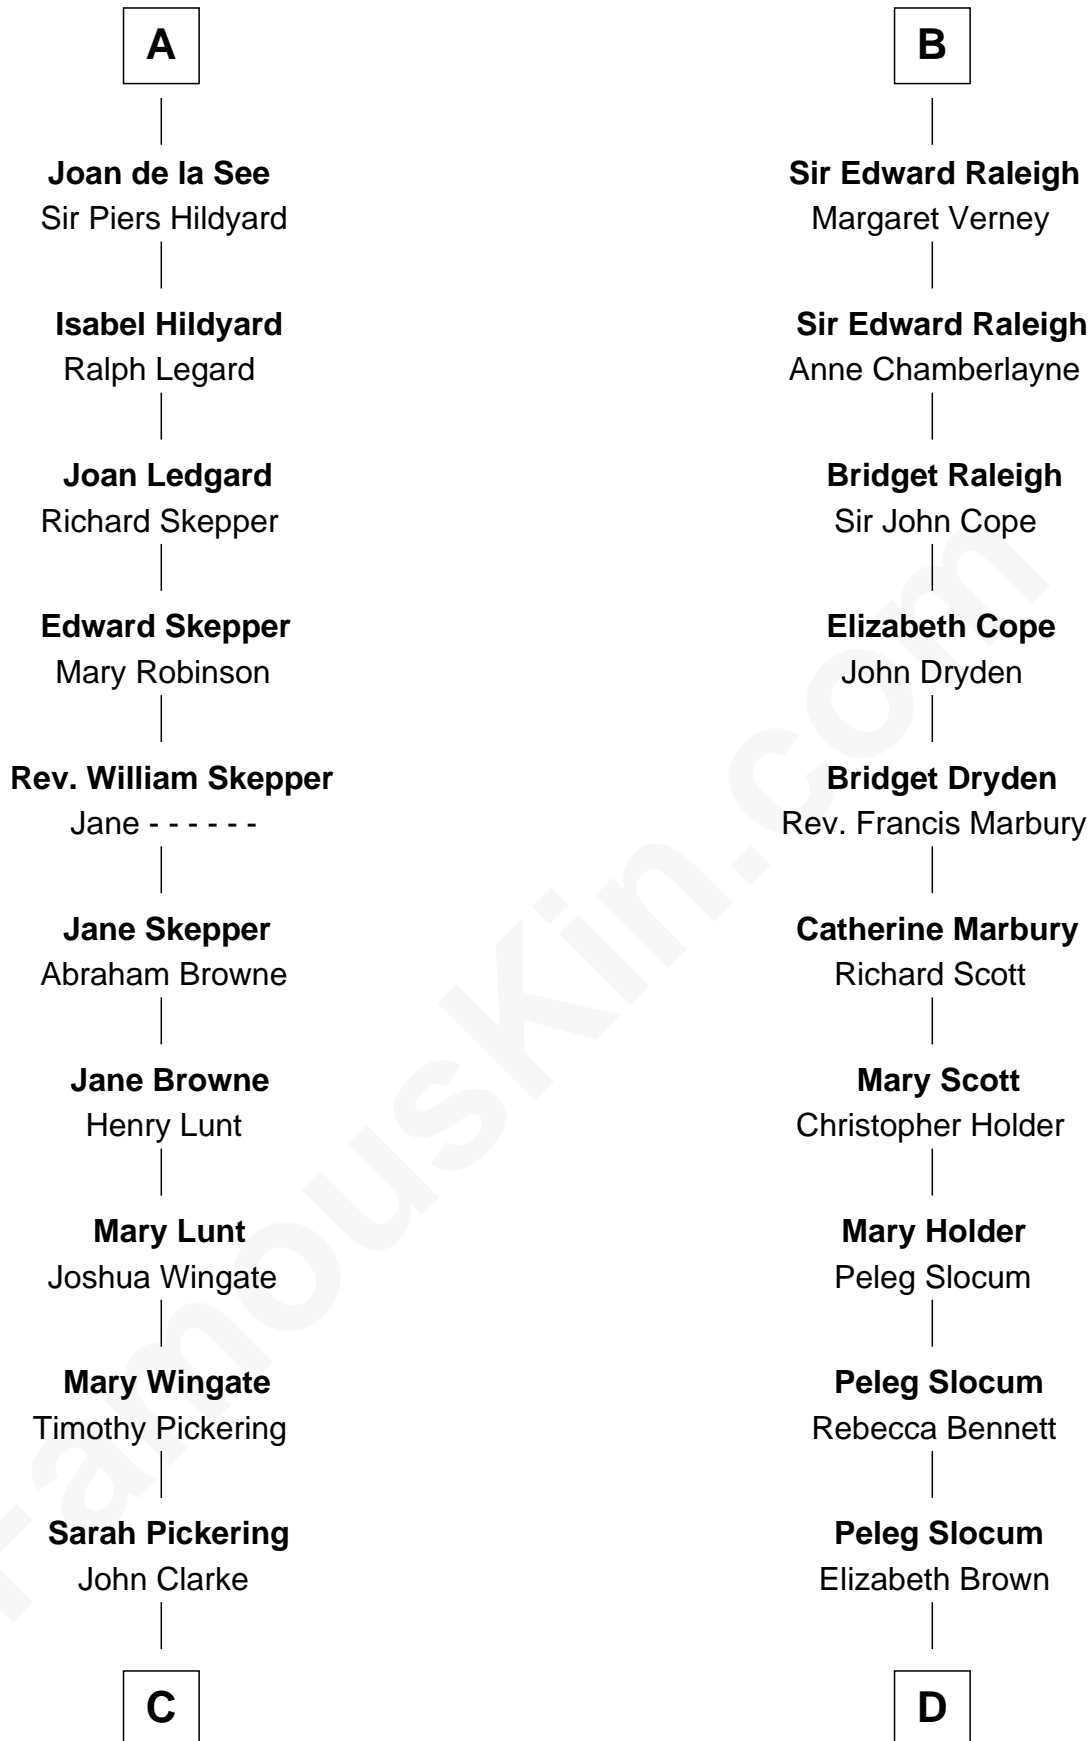 A
Joan de la See
Sir Piers Hildyard
Isabel Hildyard
Ralph Legard
Joan Ledgard
Richard Skepper
Edward Skepper
Mary Robinson
Rev. William Skepper
Jane - - - - - -
Jane Skepper
Abraham Browne
Jane Browne
Henry Lunt
Mary Lunt
Joshua Wingate
Mary Wingate
Timothy Pickering
Sarah Pickering
John Clarke
C
B
Sir Edward Raleigh
Margaret Verney
Sir Edward Raleigh
Anne Chamberlayne
Bridget Raleigh
Sir John Cope
Elizabeth Cope
John Dryden
Bridget Dryden
Rev. Francis Marbury
Catherine Marbury
Richard Scott
Mary Scott
Christopher Holder
Mary Holder
Peleg Slocum
Peleg Slocum
Rebecca Bennett
Peleg Slocum
Elizabeth Brown
D
FamousKin.com